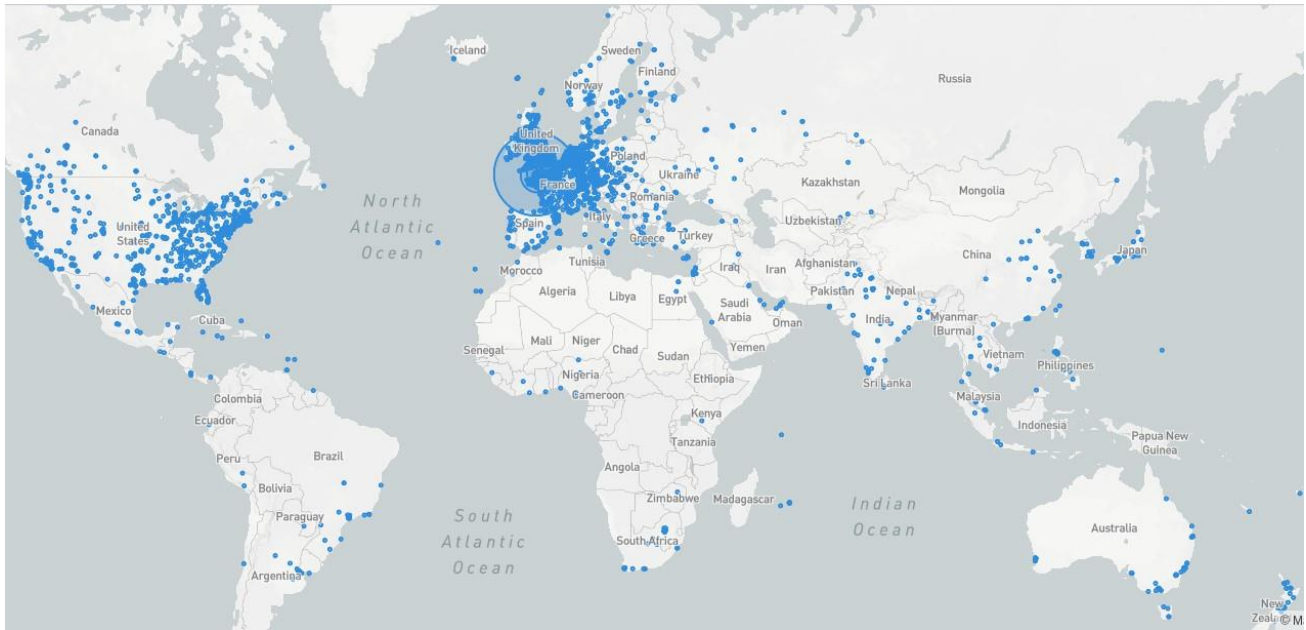 Iceland
Sweden
Finland
Russia
Norway
Canada
United
Kingdom
Poland
Ukraine
Kazakhstan
Mongolia
France
Romania
North
Atlantic
Ocean
United
States
Spain
Italy
Greece
Turkey
Uzbekistan
China
Japan
Tunisia
Morocco
Iraq
Iran
Afghanistan
Algeria
Libya
Egypt
Pakistan
Nepal
Mexico
Cuba
Saudi
Arabia
Oman
India
Myanmar
(Burma)
Mali
Niger
Chad
Sudan
Yemen
Senegal
Vietnam
Philippines
Nigeria
Ethiopia
Sri Lanka
Cameroon
Colombia
Malaysia
Ecuador
Kenya
Indonesia
Tanzania
Papua New
Guinea
Peru
Brazil
Angola
Bolivia
Zimbabwe
Madagascar
Indian
Ocean
Paraguay
South
Atlantic
Ocean
Australia
South Africa
Argentina
New
Zeal
© Ma